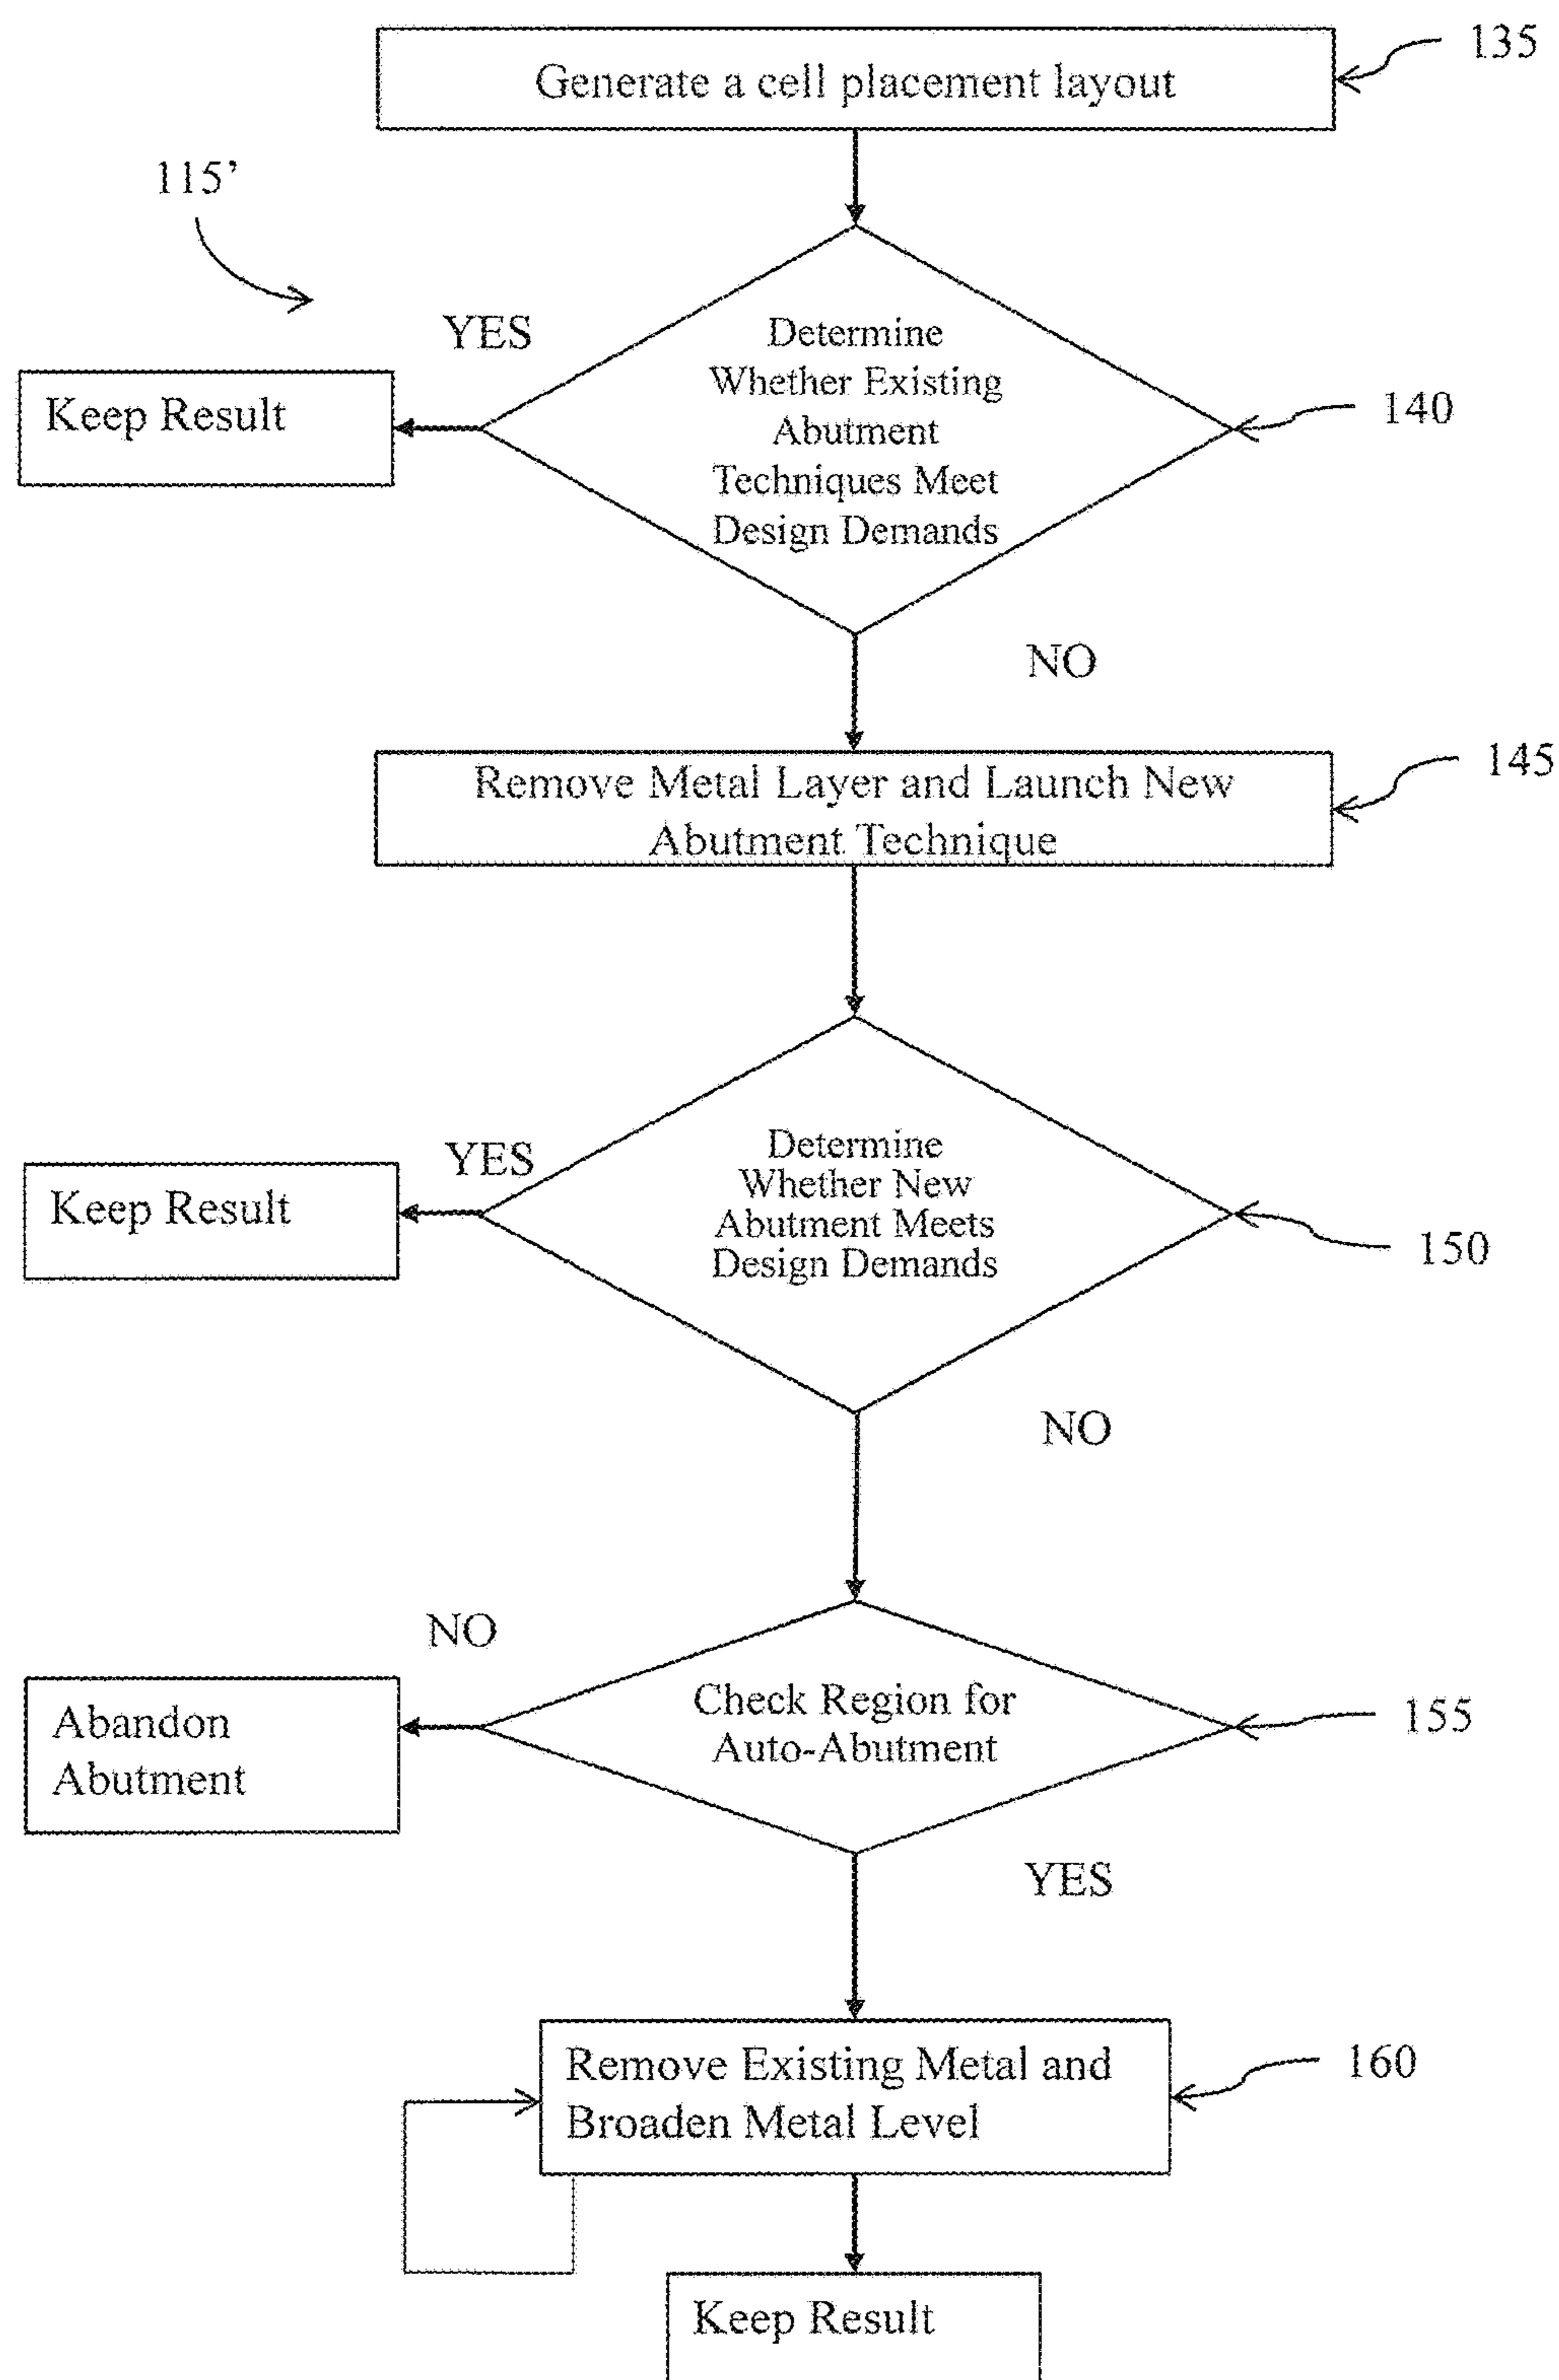 Generate a cell placement layout
135
115’
YES
Determine
Whether Existing
Abutment
Techniques Meet
Design Demands
Keep Result
140
NO
Remove Metal Layer and Launch New
Abutment Technique
145
YES
Determine
Whether New
Abutment Meets
Design Demands
Keep Result
150
NO
NO
Check Region for
Auto-Abutment
Abandon
Abutment
155
YES
Remove Existing Metal and
Broaden Metal Level
160
Keep Result